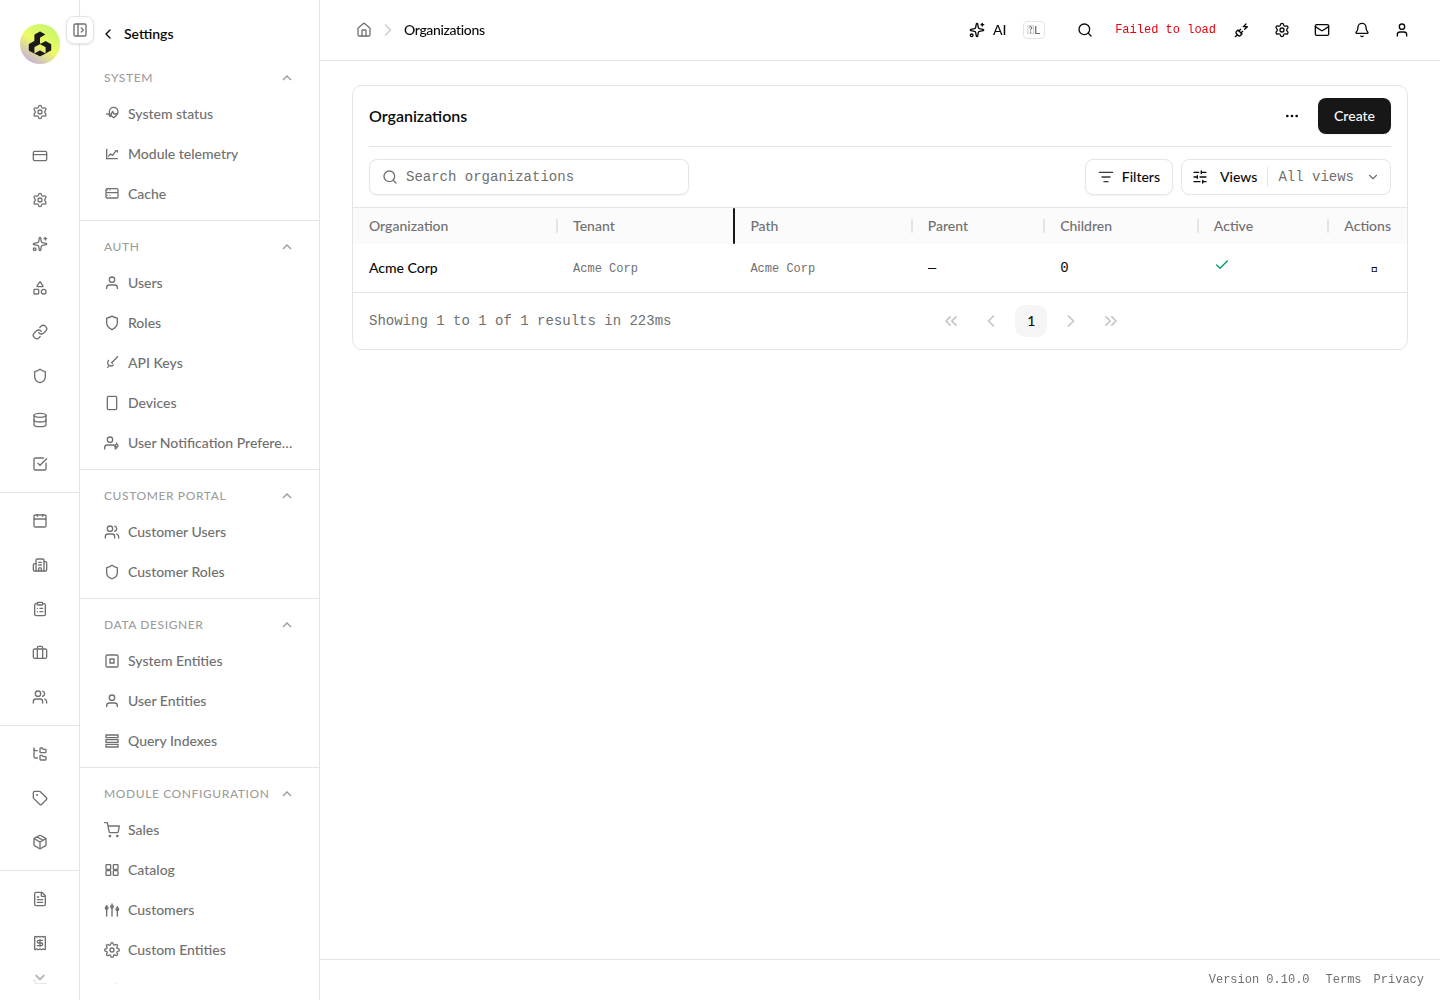 Settings
SYSTEM
System status
Module telemetry
Cache
AUTH
Users
Roles
API Keys
Devices
User Notification Prefere...
CUSTOMER PORTAL
Customer Users
Customer Roles
DATA DESIGNER
System Entities
User Entities
Query Indexes
MODULE CONFIGURATION
Sales
Catalog
Customers
Custom Entities
Organizations
AI
L
Failed to load
Organizations
Create
Search organizations
Filters
Views
All views
Organization Tenant Path Parent Children Active Actions
Acme Corp Acme Corp Acme Corp — 0
Showing 1 to 1 of 1 results in 223ms
1
Version 0.10.0 Terms Privacy